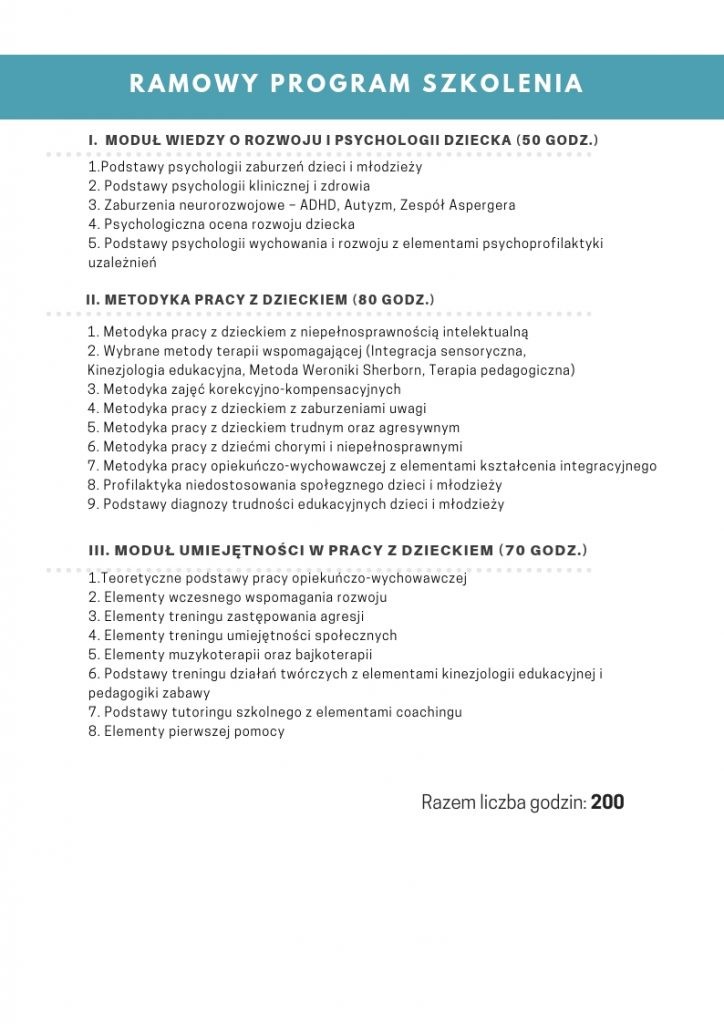 RAMOWY PROGRAM SZKOLENIA
I. MODUŁ WIEDZY O ROZWOJU I PSYCHOLOGII DZIECKA (50 GODZ.)
1.Podstawy psychologii zaburzeń dzieci i młodzieży
2. Podstawy psychologii klinicznej i zdrowia
3. Zaburzenia neurorozwojowe – ADHD, Autyzm, Zespół Aspergera
4. Psychologiczna ocena rozwoju dziecka
5. Podstawy psychologii wychowania i rozwoju z elementami psychoprofilaktyki
uzależnień
II. METODYKA PRACY Z DZIECKIEM (80 GODZ.)
1. Metodyka pracy z dzieckiem z niepełnosprawnością intelektualną
2. Wybrane metody terapii wspomagającej (Integracja sensoryczna,
Kinezjologia edukacyjna, Metoda Weroniki Sherborn, Terapia pedagogiczna)
3. Metodyka zajęć korekcyjno-kompensacyjnych
4. Metodyka pracy z dzieckiem z zaburzeniami uwagi
5. Metodyka pracy z dzieckiem trudnym oraz agresywnym
6. Metodyka pracy z dziećmi chorymi i niepełnosprawnymi
7. Metodyka pracy opiekuńczo-wychowawczej z elementami kształcenia integracyjnego
8. Profilaktyka niedostosowania społegznego dzieci i młodzieży
9. Podstawy diagnozy trudności edukacyjnych dzieci i młodzieży
III. MODUŁ UMIEJĘTNOŚCI W PRACY Z DZIECKIEM (70 GODZ.)
1.Teoretyczne podstawy pracy opiekuńczo-wychowawczej
2. Elementy wczesnego wspomagania rozwoju
3. Elementy treningu zastępowania agresji
4. Elementy treningu umiejętności społecznych
5. Elementy muzykoterapii oraz bajkoterapii
6. Podstawy treningu działań twórczych z elementami kinezjologii edukacyjnej i
pedagogiki zabawy
7. Podstawy tutoringu szkolnego z elementami coachingu
8. Elementy pierwszej pomocy
Razem liczba godzin: 200